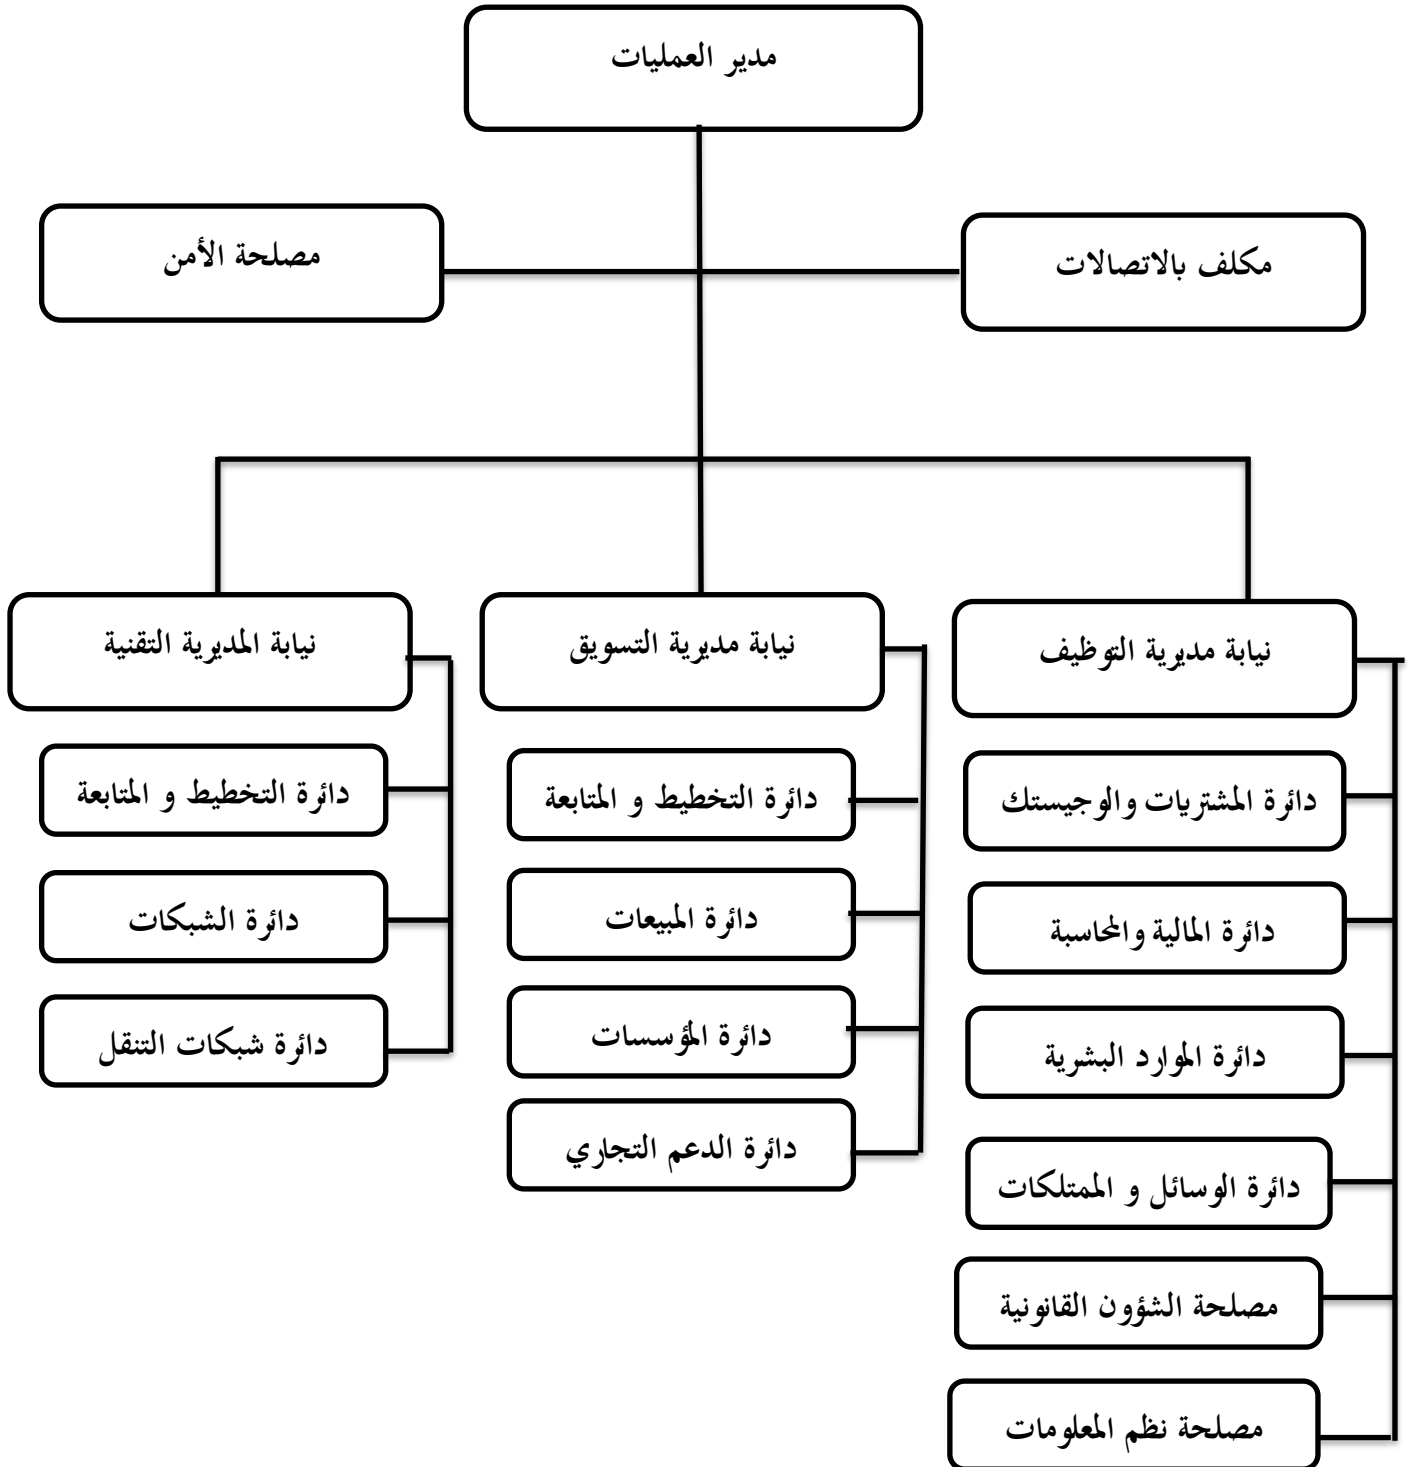 مدير العمليات
مكلف بالاتصالات
مصلحة الأمن
نيابة مديرية التوظيف
نيابة مديرية التسويق
نيابة المديرية التقنية
دائرة المشتريات والوجيستك
دائرة المالية والمحاسبة
دائرة الموارد البشرية
دائرة الوسائل و الممتلكات
مصلحة الشؤون القانونية
مصلحة نظم المعلومات
دائرة التخطيط و المتابعة
دائرة المبيعات
دائرة المؤسسات
دائرة الدعم التجاري
دائرة التخطيط و المتابعة
دائرة الشبكات
دائرة شبكات التنقل